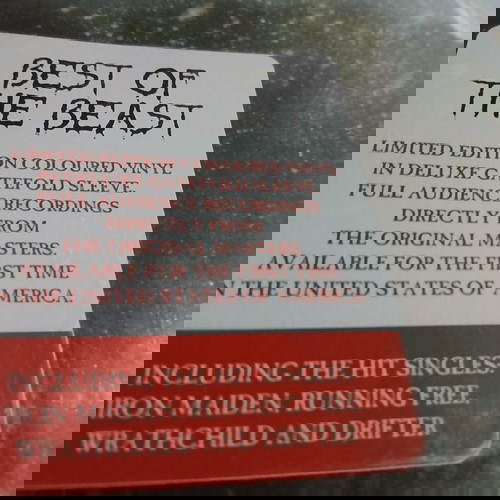 BEST OF
THE BEAST
LIMITED EDITION COLOURED VINYL
IN DELUXE GATEFOLD SLEEVE.
FULL AUDIENCE RECORDINGS
DIRECTLY FROM
THE ORIGINAL MASTERS.
AVAILABLE FOR THE FIRST TIME
IN THE UNITED STATES OF AMERICA.
INCLUDING THE HIT SINGLES:
IRON MAIDEN, RUNNING FREE,
WRATHCHILD AND DRIFTER